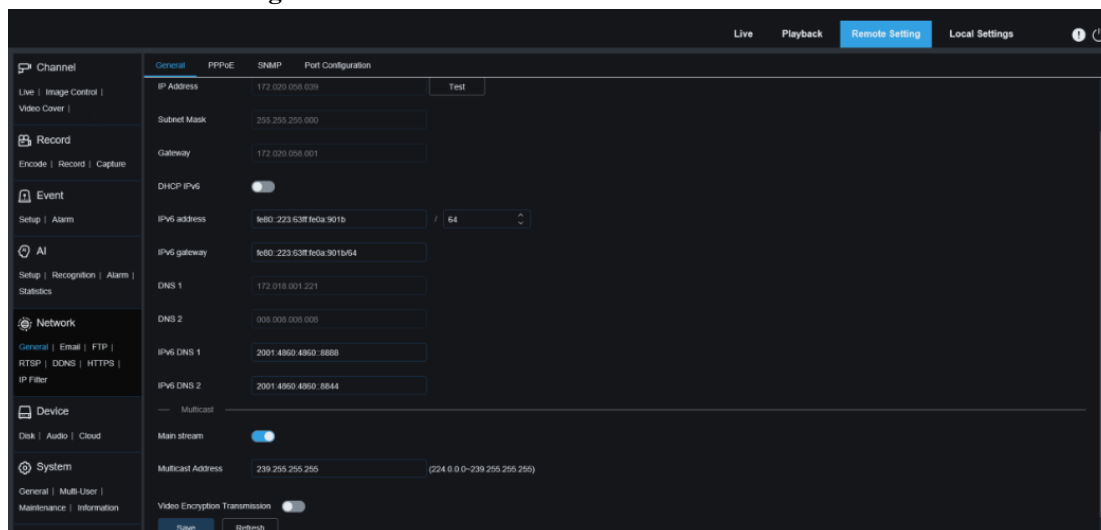 Live Playback Remote Setting Local Settings
Channel
Live | Image Control |
Video Cover |
Record
Encode | Record | Capture
Event
Setup | Alarm
AI
Setup | Recognition | Alarm |
Statistics
Network
General | Email | FTP |
RTSP | DDNS | HTTPS |
IP Filter
Device
Disk | Audio | Cloud
System
General | Multi-User |
Maintenance | Information
General PPPoE SNMP Port Configuration
IP Address 172.020.058.039 Test
Subnet Mask 255.255.255.000
Gateway 172.020.058.001
DHCP IPv6
IPv6 address fe80::223:63ff:fe0a:901b / 64
IPv6 gateway fe80::223:63ff:fe0a:901b/64
DNS 1 172.018.001.221
DNS 2 008.008.008.008
IPv6 DNS 1 2001:4860:4860::8888
IPv6 DNS 2 2001:4860:4860::8844
Multicast
Main stream
Multicast Address 239.255.255.255 (224.0.0.0~239.255.255.255)
Video Encryption Transmission
Save Refresh